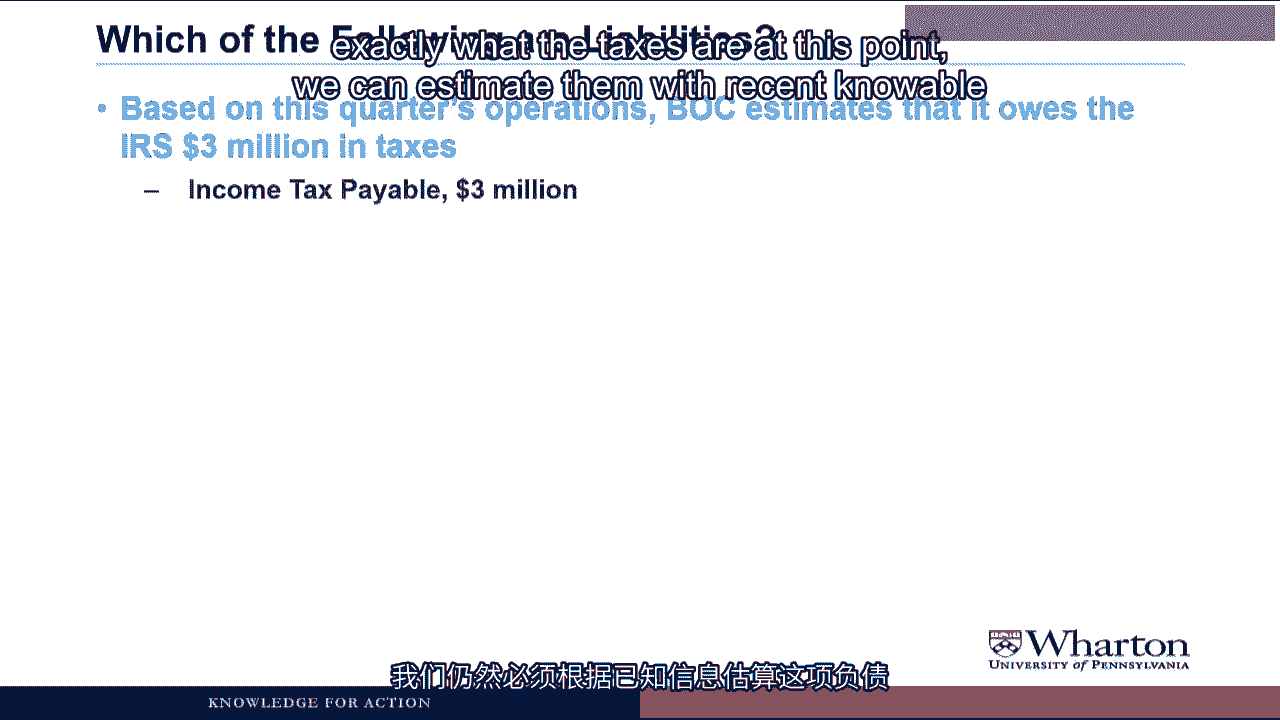 Which of the Following are Liabilities?
exactly what the taxes are at this point,
we can estimate them with recent knowable
• Based on this quarter's operations, BOC estimates that it owes the
IRS $3 million in taxes
– Income Tax Payable, $3 million
Wharton
UNIVERSITY of PENNSYLVANIA
我们仍然必须根据已知信息估算这项负债
KNOWLEDGE FOR ACTION